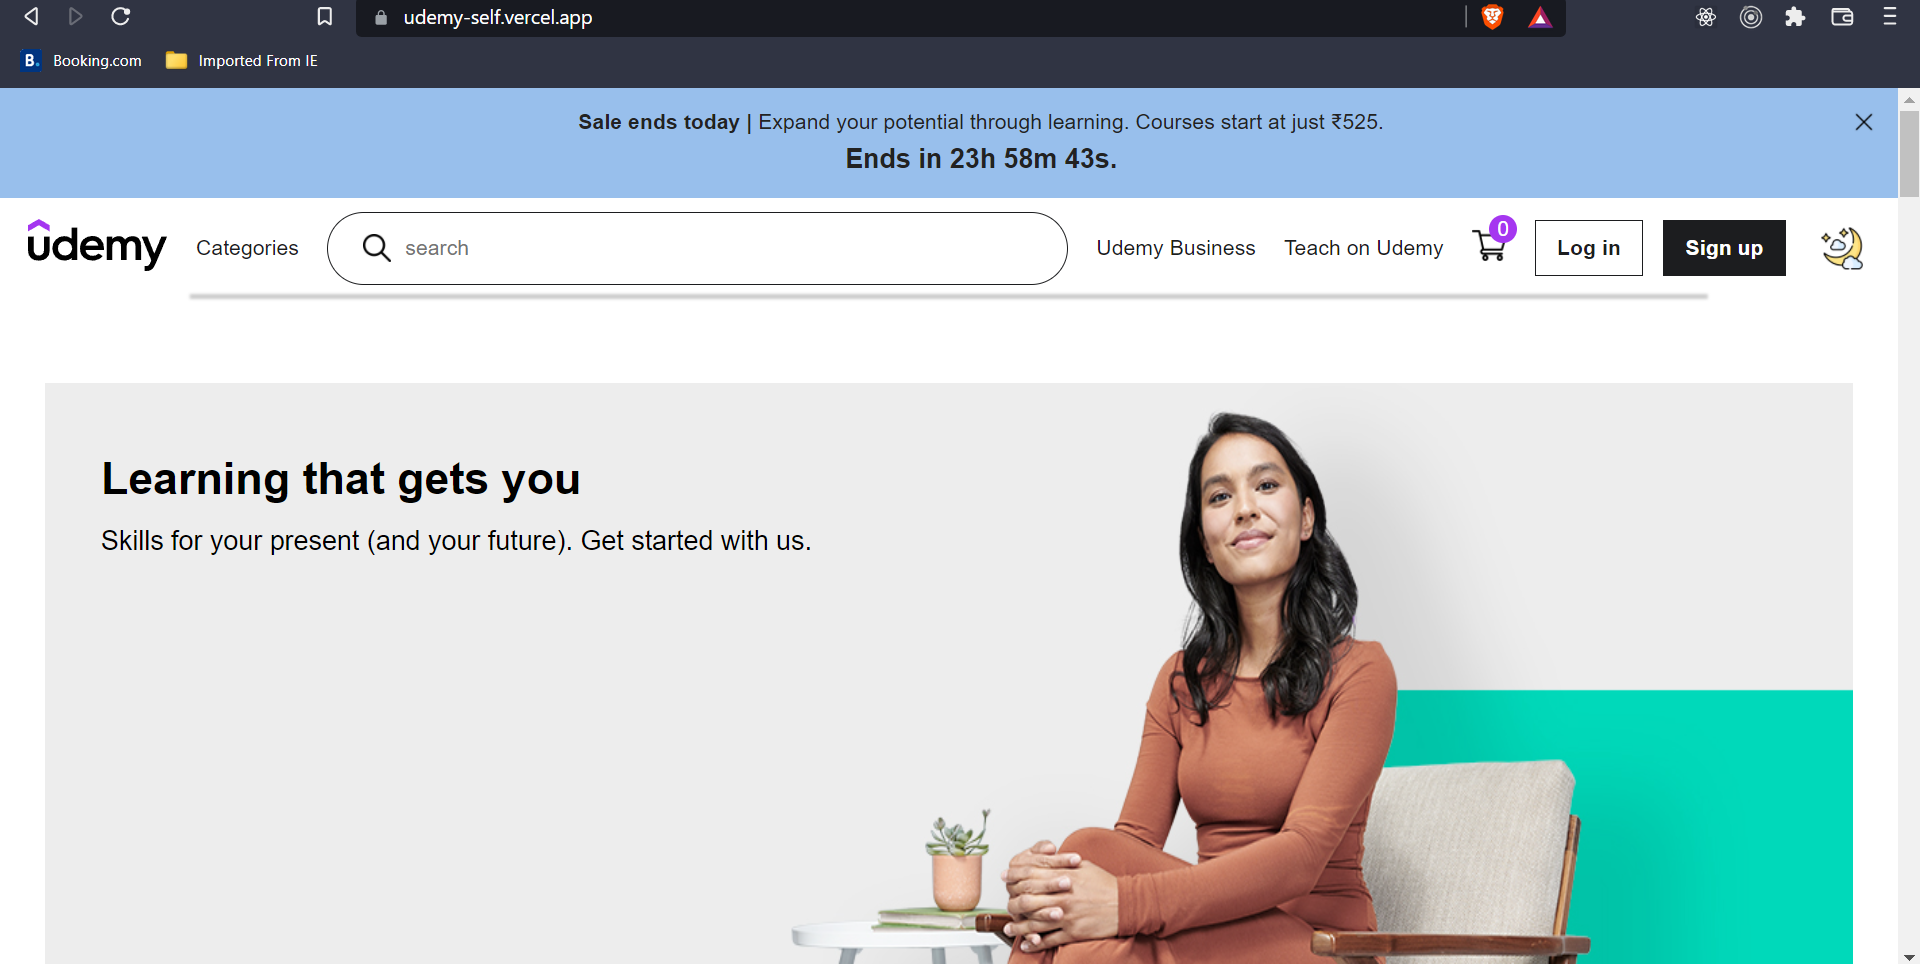 udemy-self.vercel.app
B. Booking.com Imported From IE
Sale ends today | Expand your potential through learning. Courses start at just ₹525.
Ends in 23h 58m 43s.
udemy Categories search Udemy Business Teach on Udemy 0 Log in Sign up
Learning that gets you
Skills for your present (and your future). Get started with us.